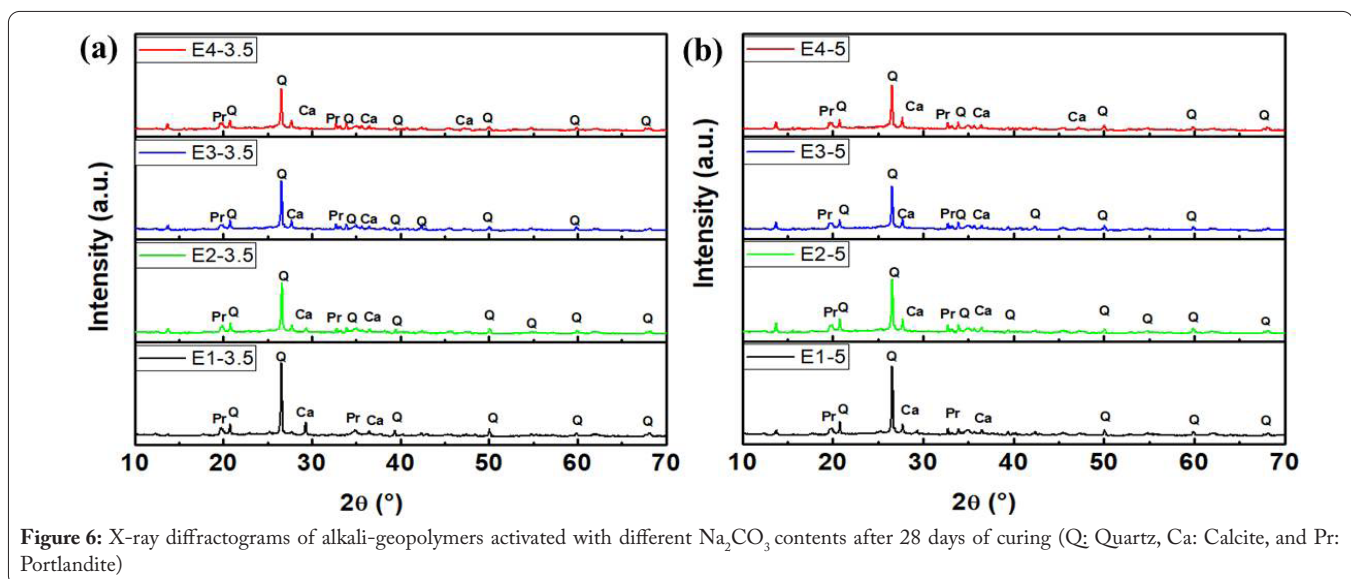 (a)
E4-3.5
Pr Q Q Ca Pr Q Ca Q Ca Q Q Q
E3-3.5
Pr Q Q Ca Pr Q Ca Q Q Q Q
E2-3.5
Pr Q Q Ca Pr Q Ca Q Q Q Q Q
E1-3.5
Pr Q Q Ca Pr Ca Q Q Q Q
Intensity (a.u.)
10 20 30 40 50 60 70
2θ (°)
(b)
E4-5
Pr Q Q Ca Pr Q Ca Ca Q Q Q
E3-5
Pr Q Q Ca Pr Q Ca Q Q Q Q
E2-5
Pr Q Q Ca Pr Q Ca Q Q Q Q Q
E1-5
Pr Q Q Ca Pr Ca Q Q Q
Intensity (a.u.)
10 20 30 40 50 60 70
2θ (°)
Figure 6: X-ray diffractograms of alkali-geopolymers activated with different Na₂CO₃ contents after 28 days of curing (Q: Quartz, Ca: Calcite, and Pr:
Portlandite)